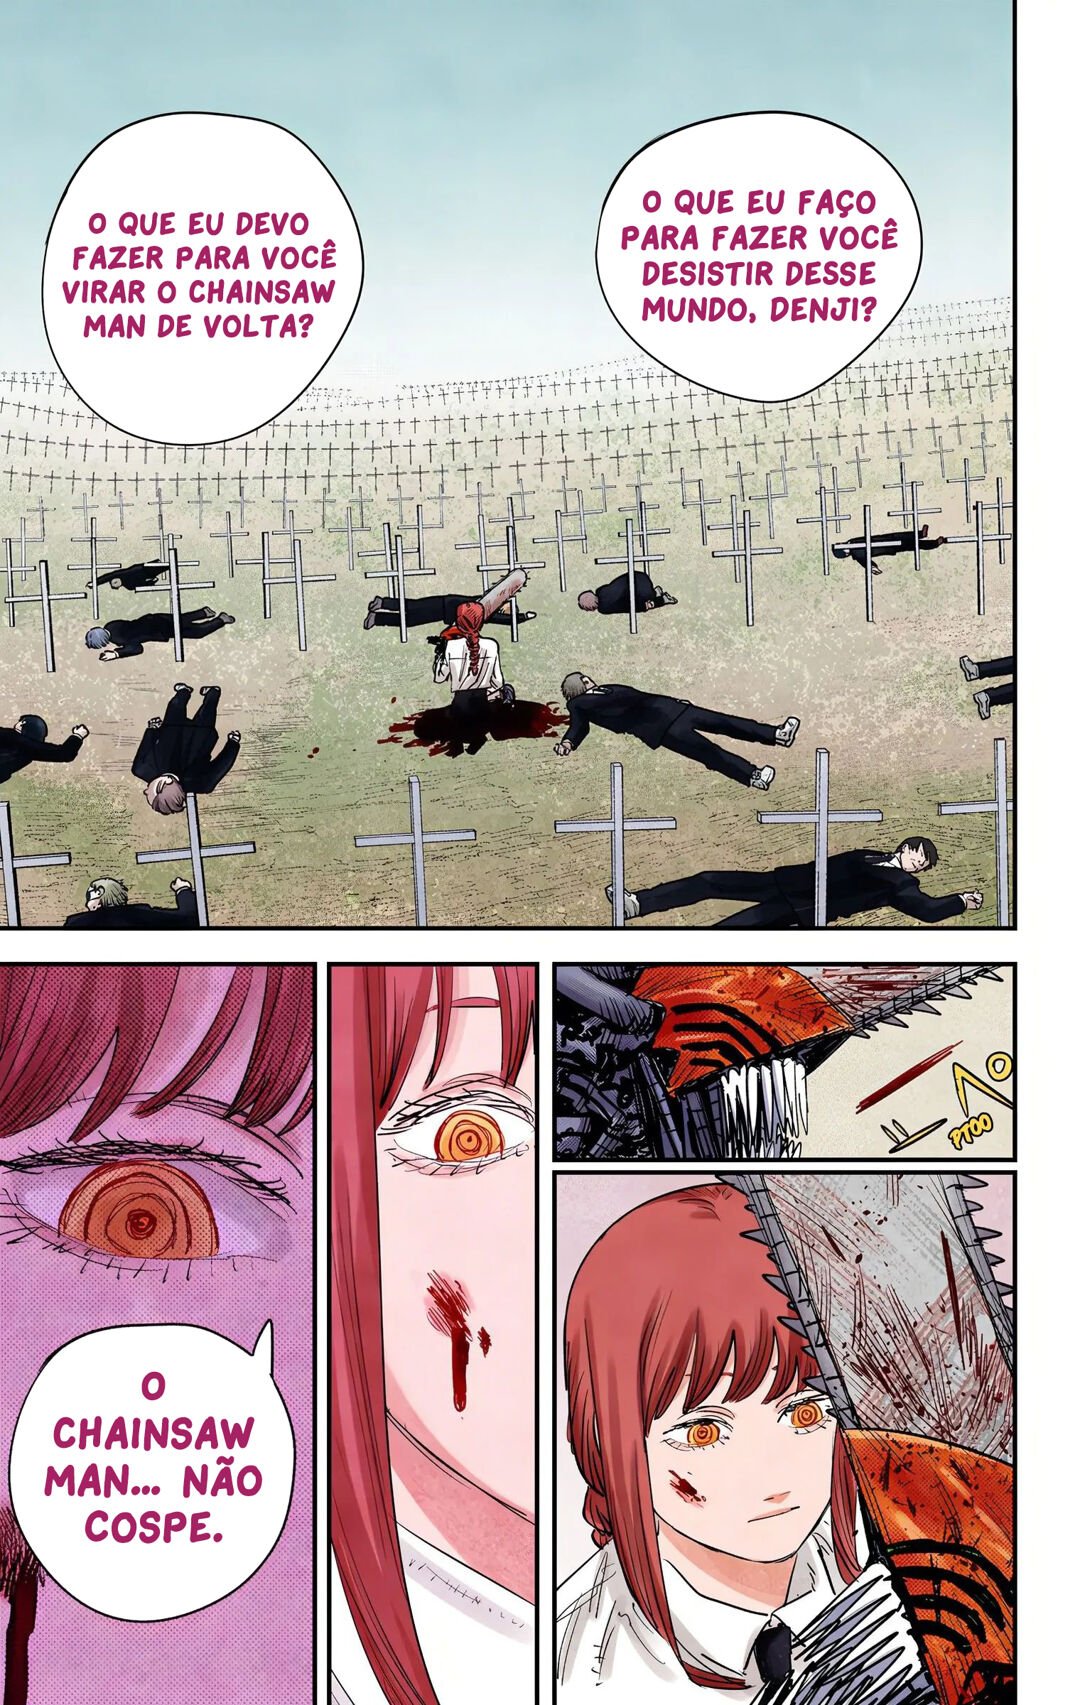 O QUE EU FAÇO
PARA FAZER VOCÊ
DESISTIR DESSE
MUNDO, DENJI?
O QUE EU DEVO
FAZER PARA VOCÊ
VIRAR O CHAINSAW
MAN DE VOLTA?
PTOO
O
CHAINSAW
MAN... NÃO
COSPE.